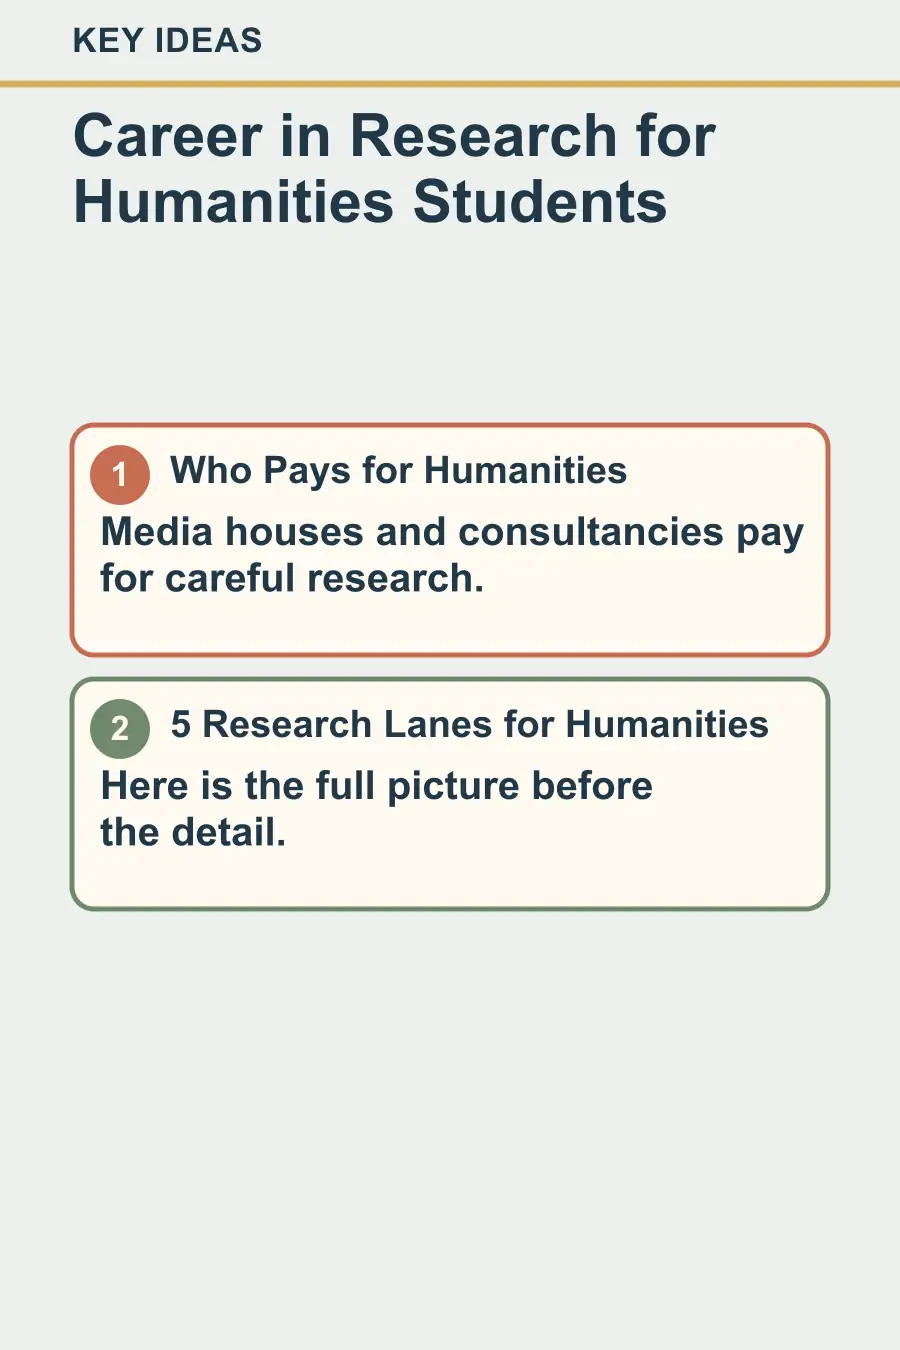 KEY IDEAS
Career in Research for
Humanities Students
1
Who Pays for Humanities
Media houses and consultancies pay
for careful research.
2
5 Research Lanes for Humanities
Here is the full picture before
the detail.